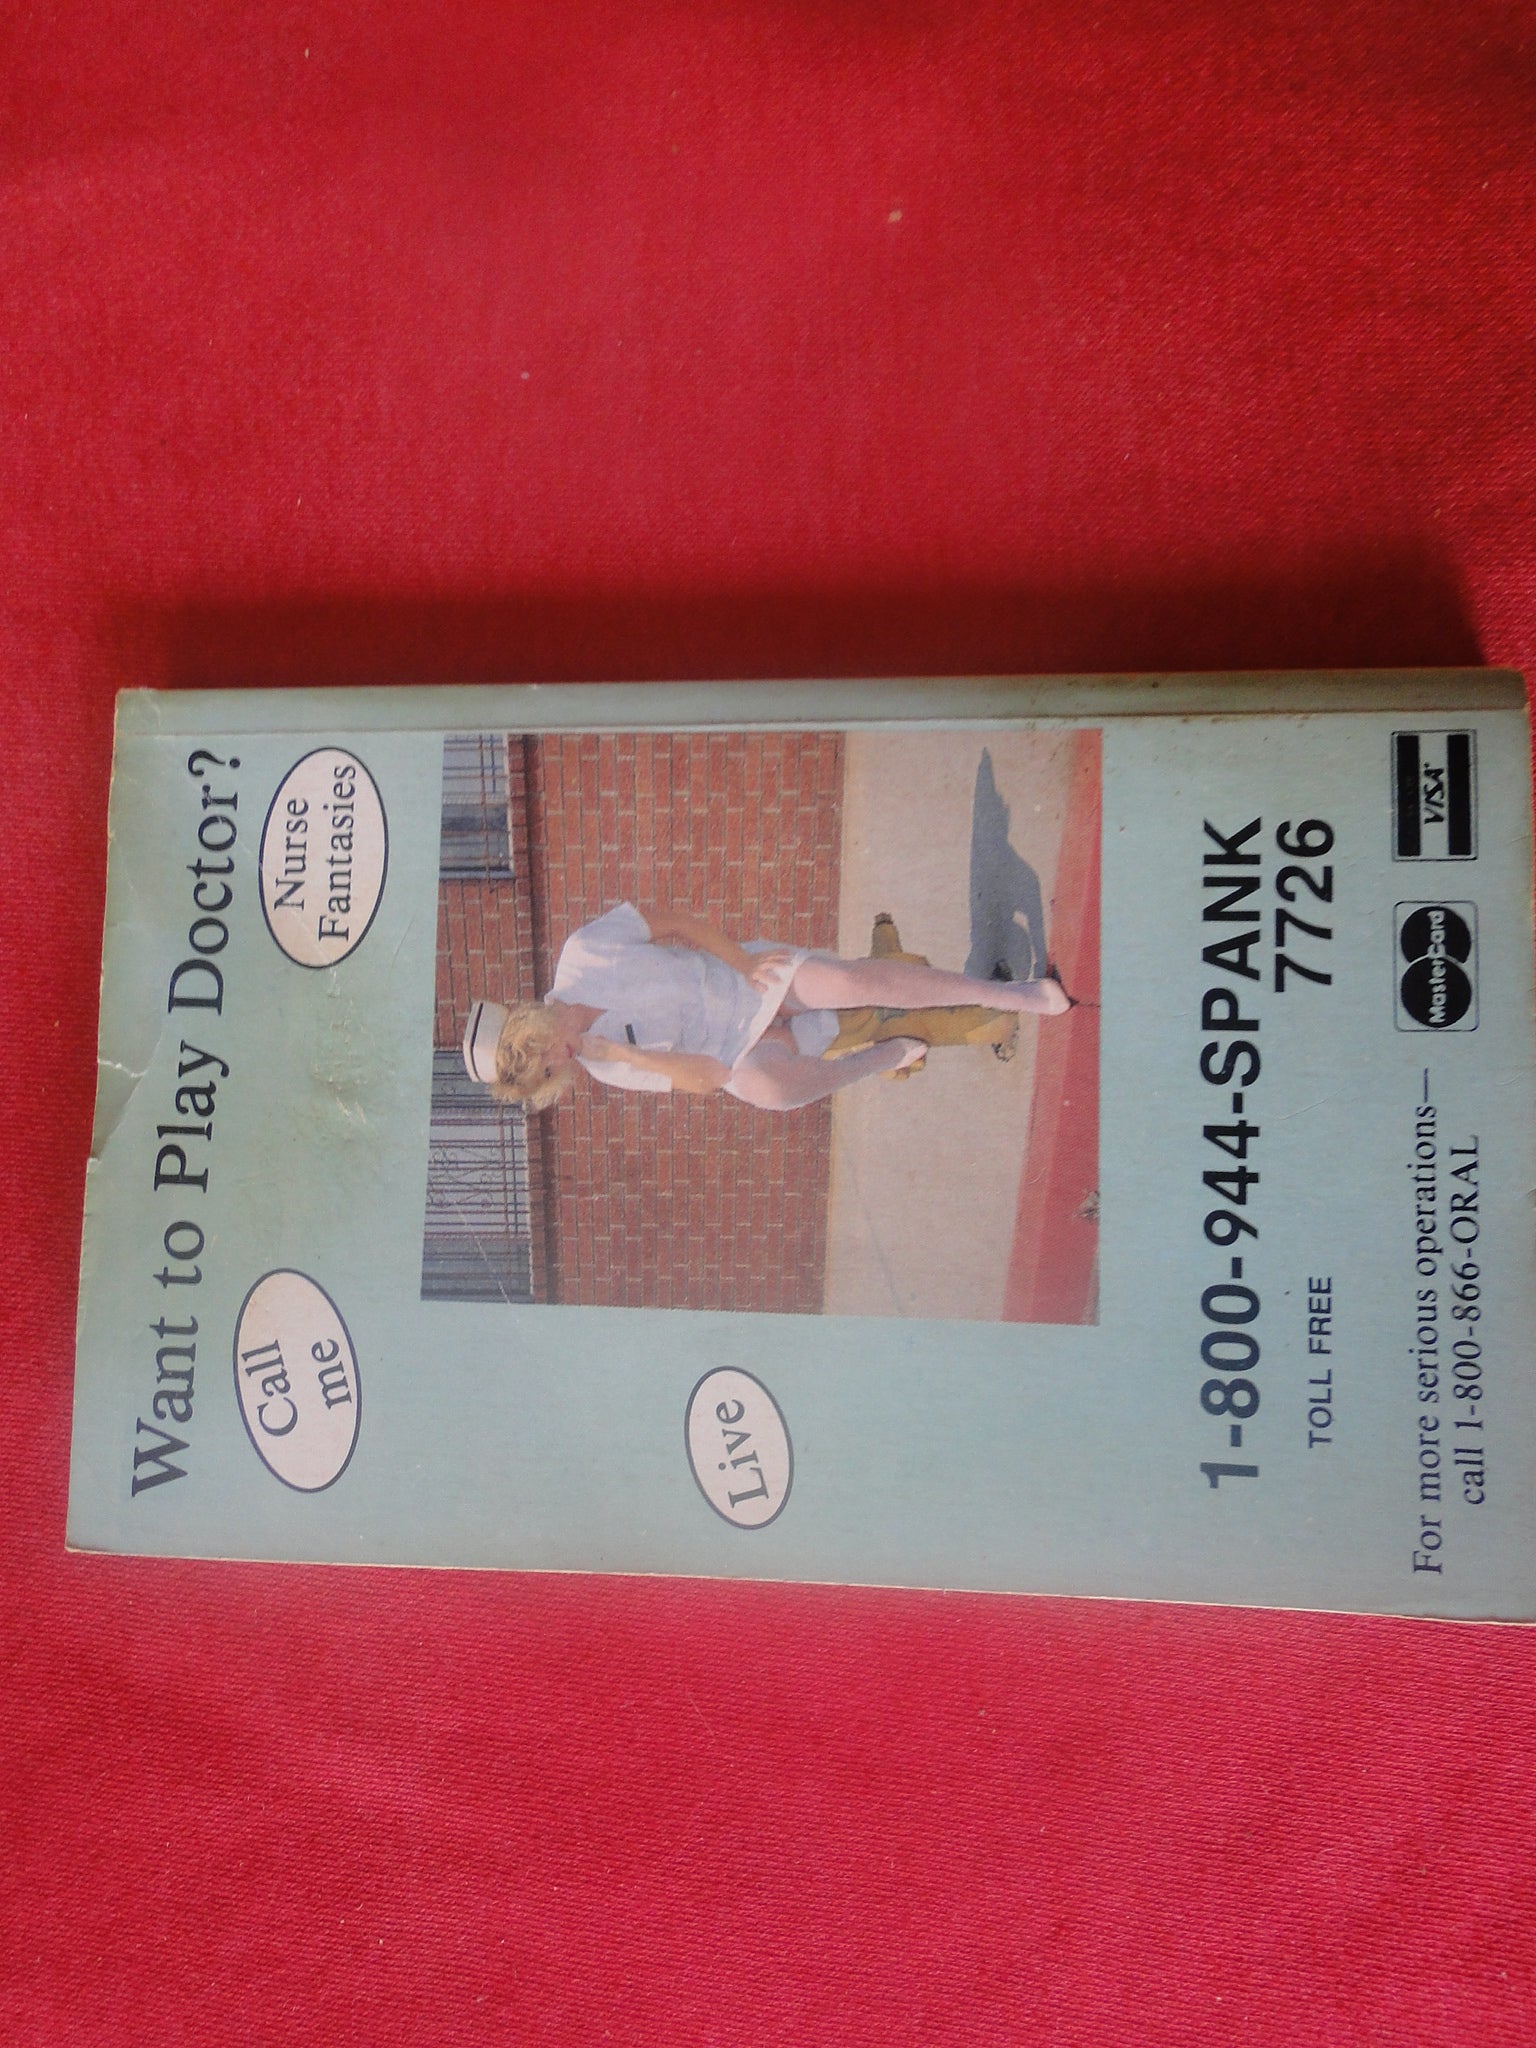 Want to Play Doctor?
Call
me
Nurse
Fantasies
Live
1-800-944-SPANK
7726
TOLL FREE
For more serious operations—
call 1-800-866-ORAL
MasterCard
VISA